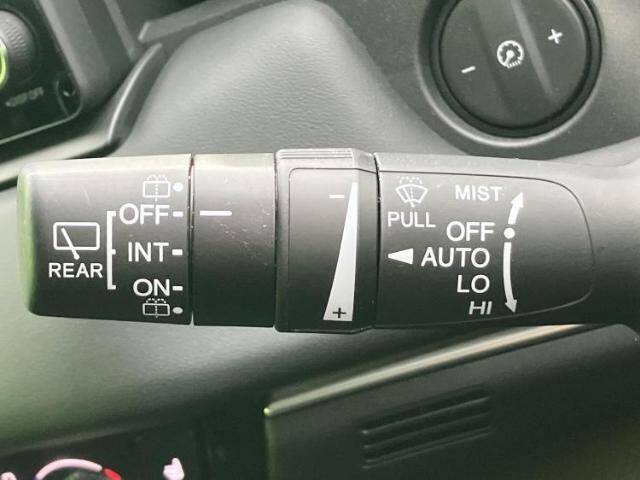 REAR
OFF
INT
ON
−
+
PULL
MIST
OFF
AUTO
LO
HI
−
+